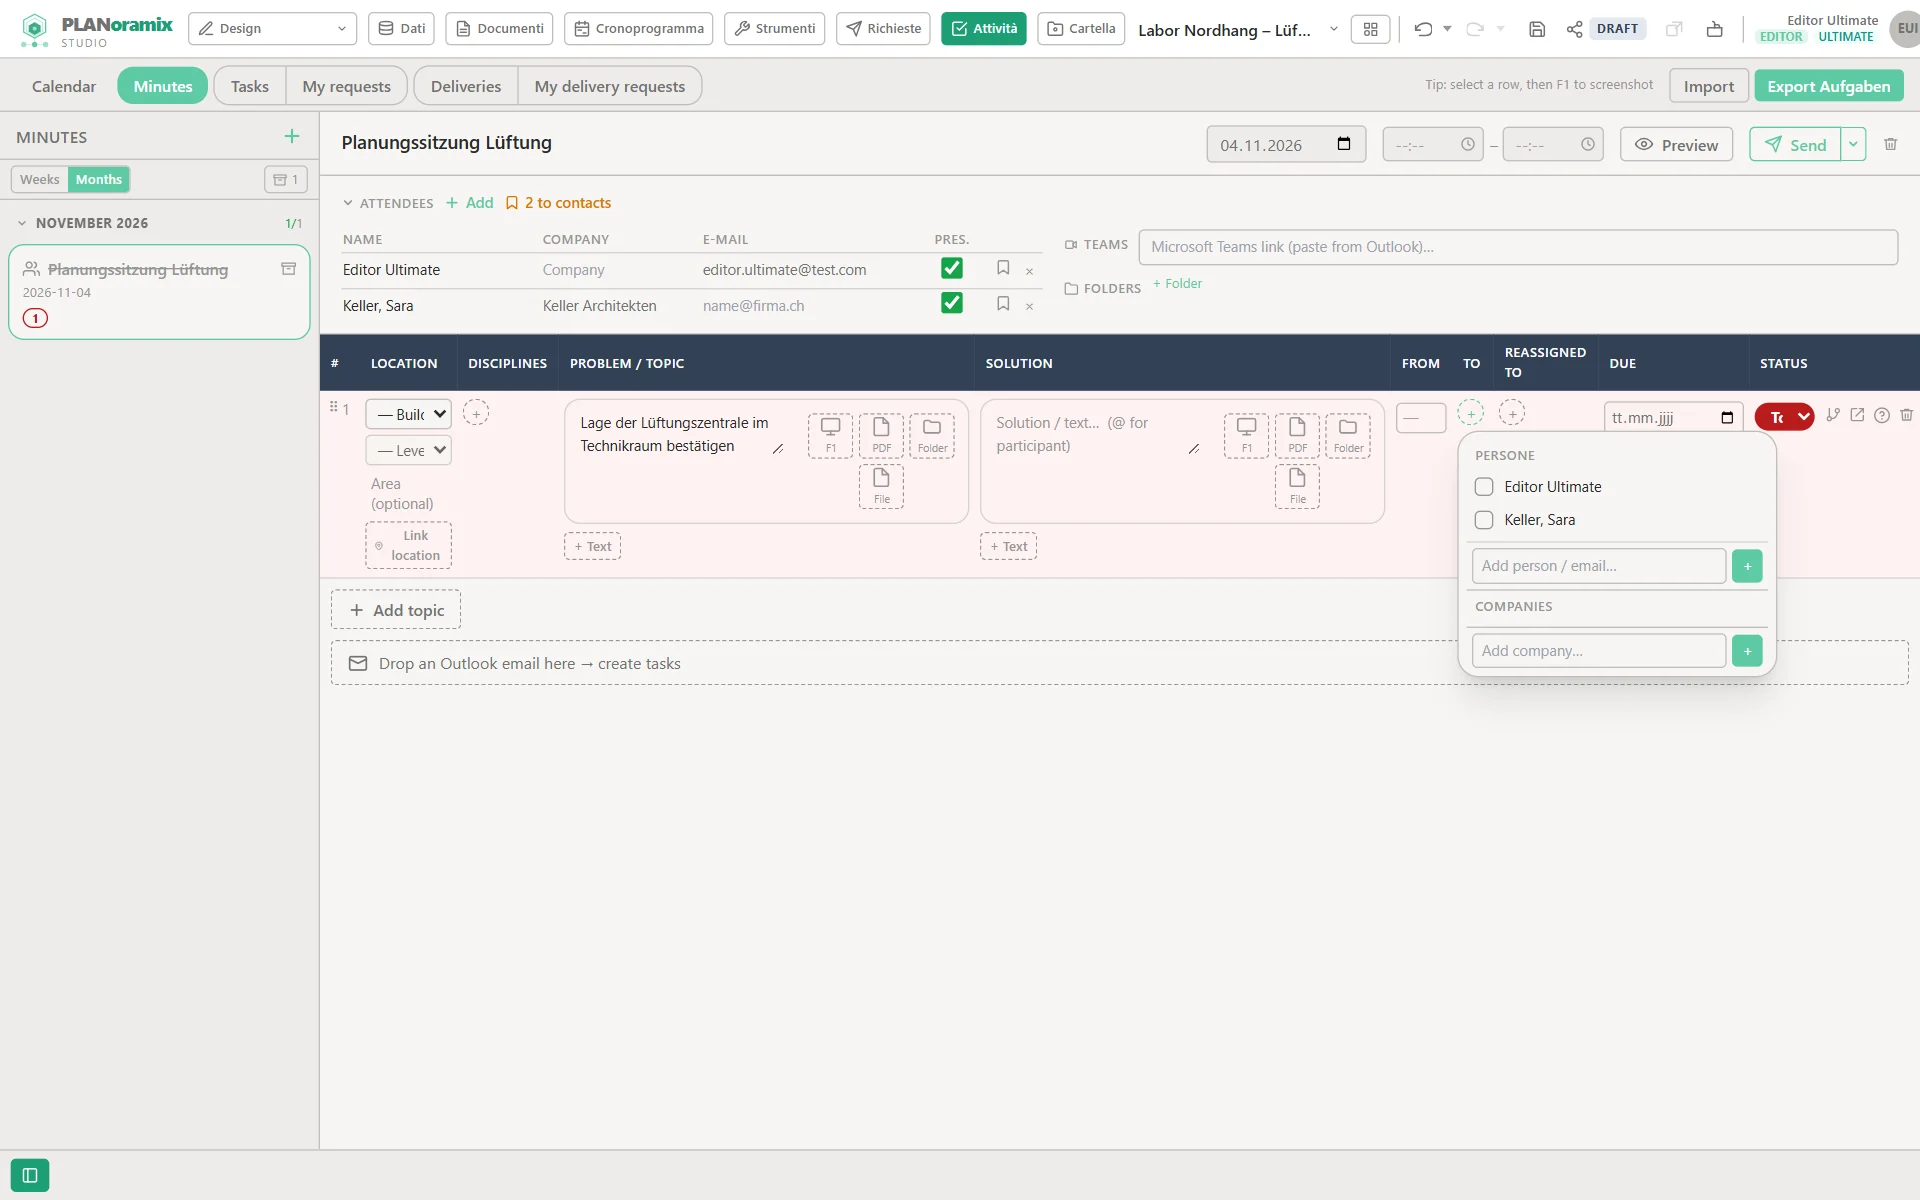 PLANoramix
STUDIO
Design
Dati
Documenti
Cronoprogramma
Strumenti
Richieste
Attività
Cartella
Labor Nordhang – Lüf...
DRAFT
Editor Ultimate
EDITOR ULTIMATE
EUI
Calendar
Minutes
Tasks
My requests
Deliveries
My delivery requests
Tip: select a row, then F1 to screenshot
Import
Export Aufgaben
MINUTES
Weeks
Months
1
NOVEMBER 2026
1/1
Planungssitzung Lüftung
2026-11-04
1
Planungssitzung Lüftung
04.11.2026
--:--
–
--:--
Preview
Send
ATTENDEES
+ Add
2 to contacts
NAME COMPANY E-MAIL PRES.
Editor Ultimate Company editor.ultimate@test.com
Keller, Sara Keller Architekten name@firma.ch
TEAMS
Microsoft Teams link (paste from Outlook)...
FOLDERS
+ Folder
# LOCATION DISCIPLINES PROBLEM / TOPIC SOLUTION FROM TO REASSIGNED TO DUE STATUS
1
— Build
— Leve
Area
(optional)
Link
location
+
Lage der Lüftungszentrale im
Technikraum bestätigen
F1
PDF
Folder
File
+ Text
Solution / text... (@ for
participant)
F1
PDF
Folder
File
+ Text
—
+
+
tt.mm.jjjj
Tc
PERSONE
Editor Ultimate
Keller, Sara
Add person / email...
+
COMPANIES
Add company...
+
+ Add topic
Drop an Outlook email here → create tasks